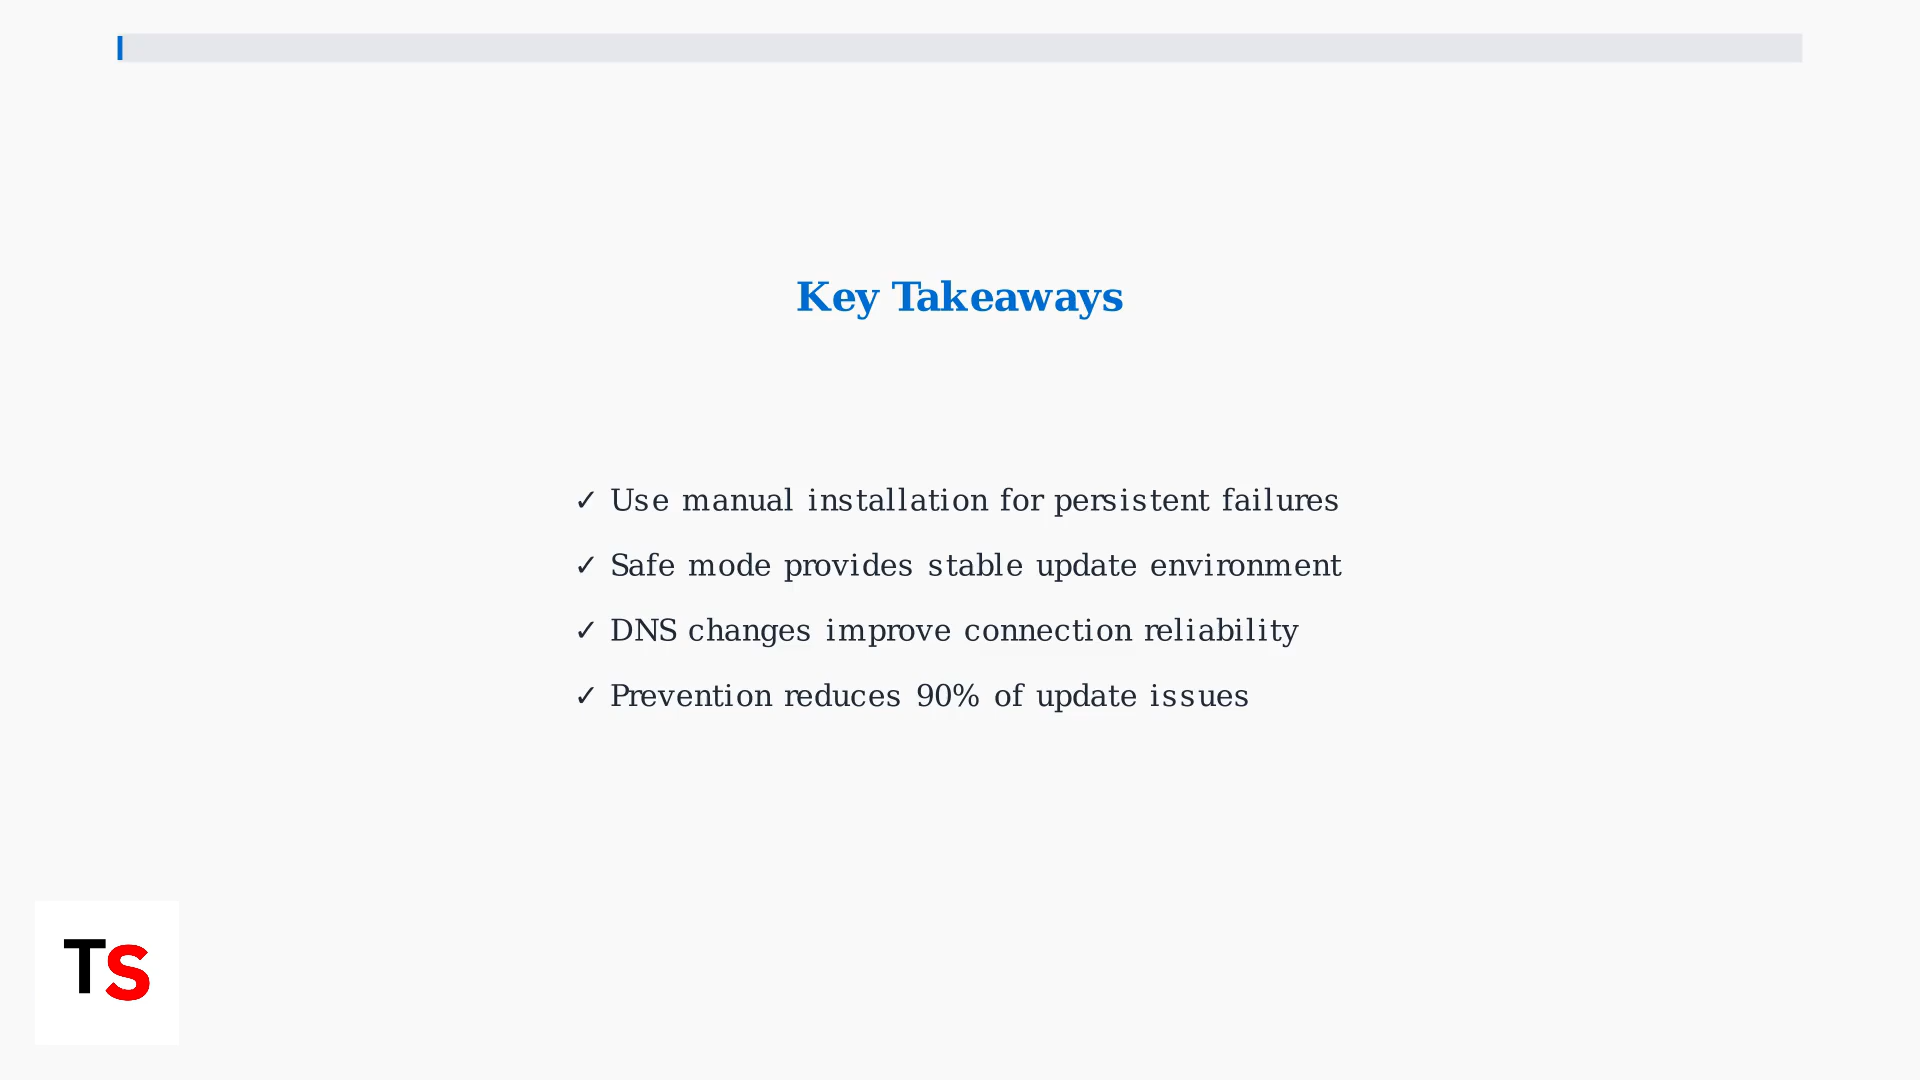 Key Takeaways
✓ Use manual installation for persistent failures
✓ Safe mode provides stable update environment
✓ DNS changes improve connection reliability
✓ Prevention reduces 90% of update issues
TS